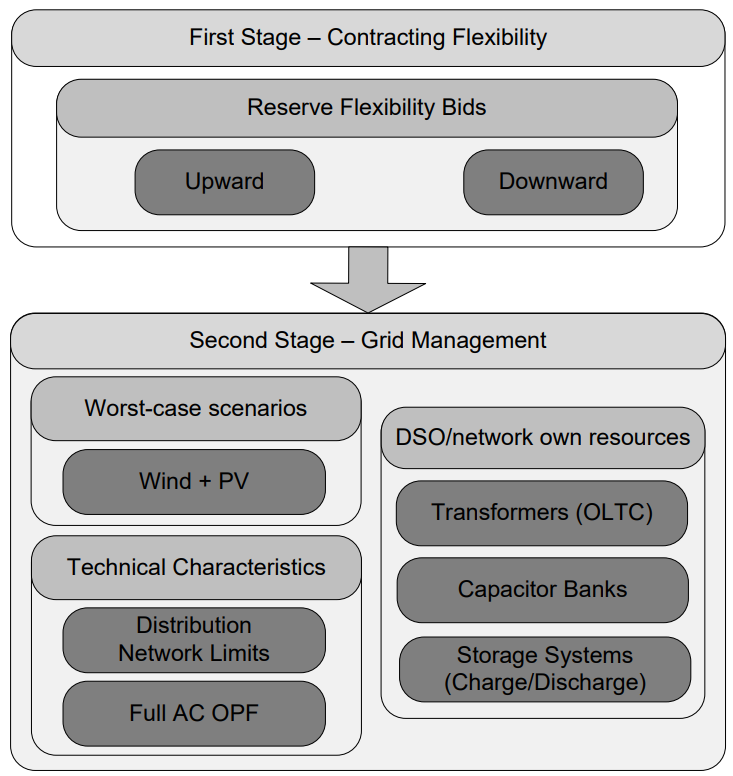 First Stage – Contracting Flexibility
Reserve Flexibility Bids
Upward
Downward
Second Stage – Grid Management
Worst-case scenarios
Wind + PV
Technical Characteristics
Distribution
Network Limits
Full AC OPF
DSO/network own resources
Transformers (OLTC)
Capacitor Banks
Storage Systems
(Charge/Discharge)